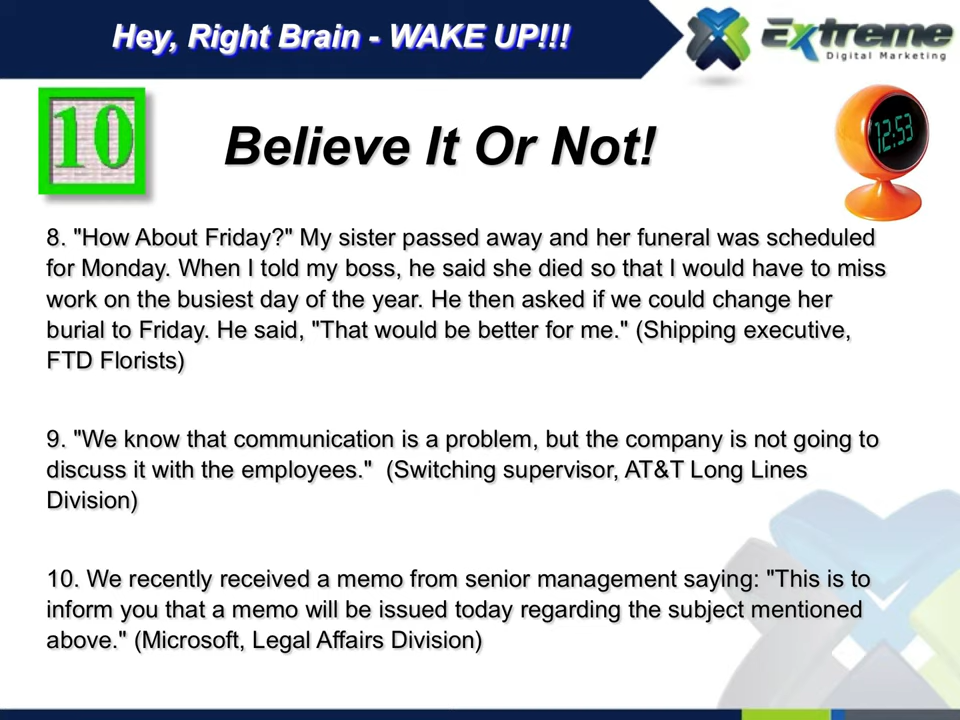 Hey, Right Brain - WAKE UP!!!
Extreme
Digital Marketing
10
Believe It Or Not!
12:53
8. "How About Friday?" My sister passed away and her funeral was scheduled
for Monday. When I told my boss, he said she died so that I would have to miss
work on the busiest day of the year. He then asked if we could change her
burial to Friday. He said, "That would be better for me." (Shipping executive,
FTD Florists)
9. "We know that communication is a problem, but the company is not going to
discuss it with the employees."  (Switching supervisor, AT&T Long Lines
Division)
10. We recently received a memo from senior management saying: "This is to
inform you that a memo will be issued today regarding the subject mentioned
above." (Microsoft, Legal Affairs Division)